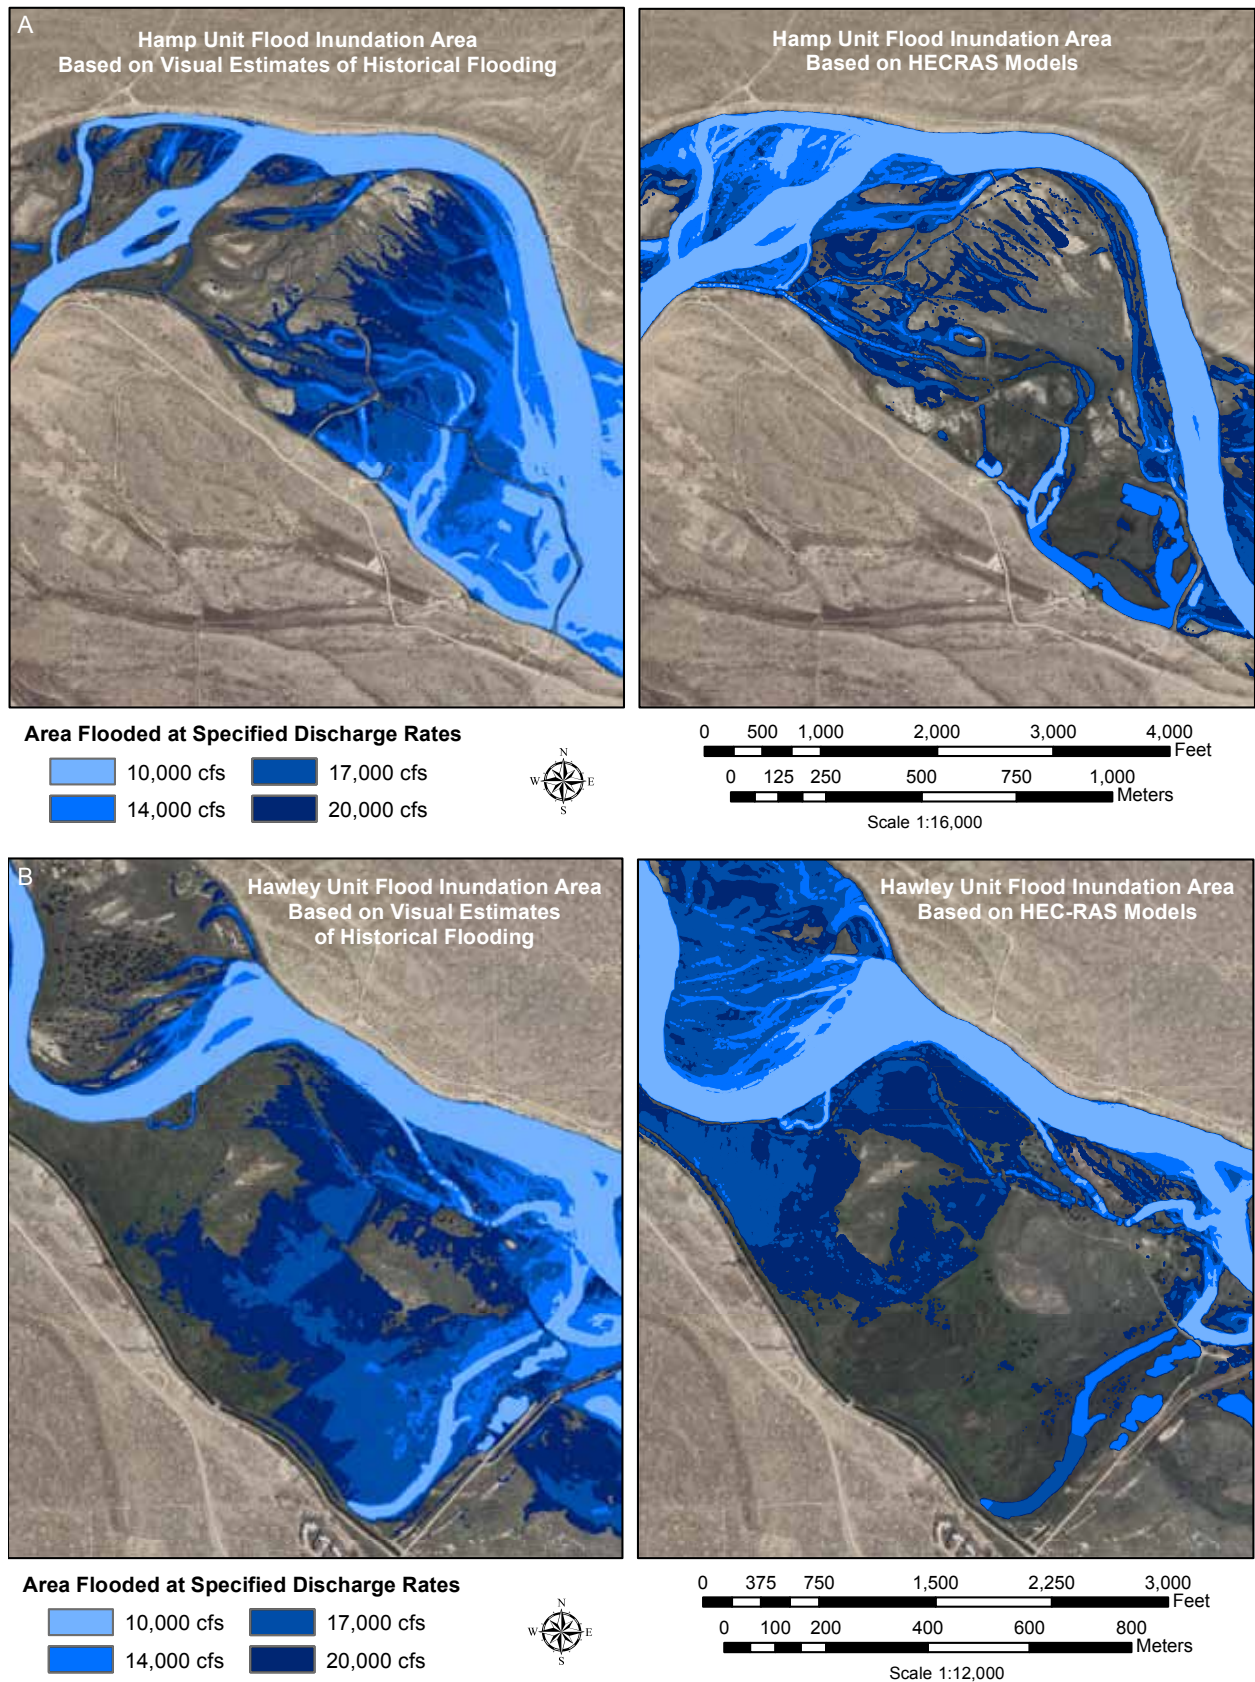 A
Hamp Unit Flood Inundation Area
Based on Visual Estimates of Historical Flooding
Hamp Unit Flood Inundation Area
Based on HECRAS Models
Area Flooded at Specified Discharge Rates
10,000 cfs
17,000 cfs
14,000 cfs
20,000 cfs
N
W E
S
0 500 1,000 2,000 3,000 4,000
Feet
0 125 250 500 750 1,000
Meters
Scale 1:16,000
B
Hawley Unit Flood Inundation Area
Based on Visual Estimates
of Historical Flooding
Hawley Unit Flood Inundation Area
Based on HEC-RAS Models
Area Flooded at Specified Discharge Rates
10,000 cfs
17,000 cfs
14,000 cfs
20,000 cfs
N
W E
S
0 375 750 1,500 2,250 3,000
Feet
0 100 200 400 600 800
Meters
Scale 1:12,000